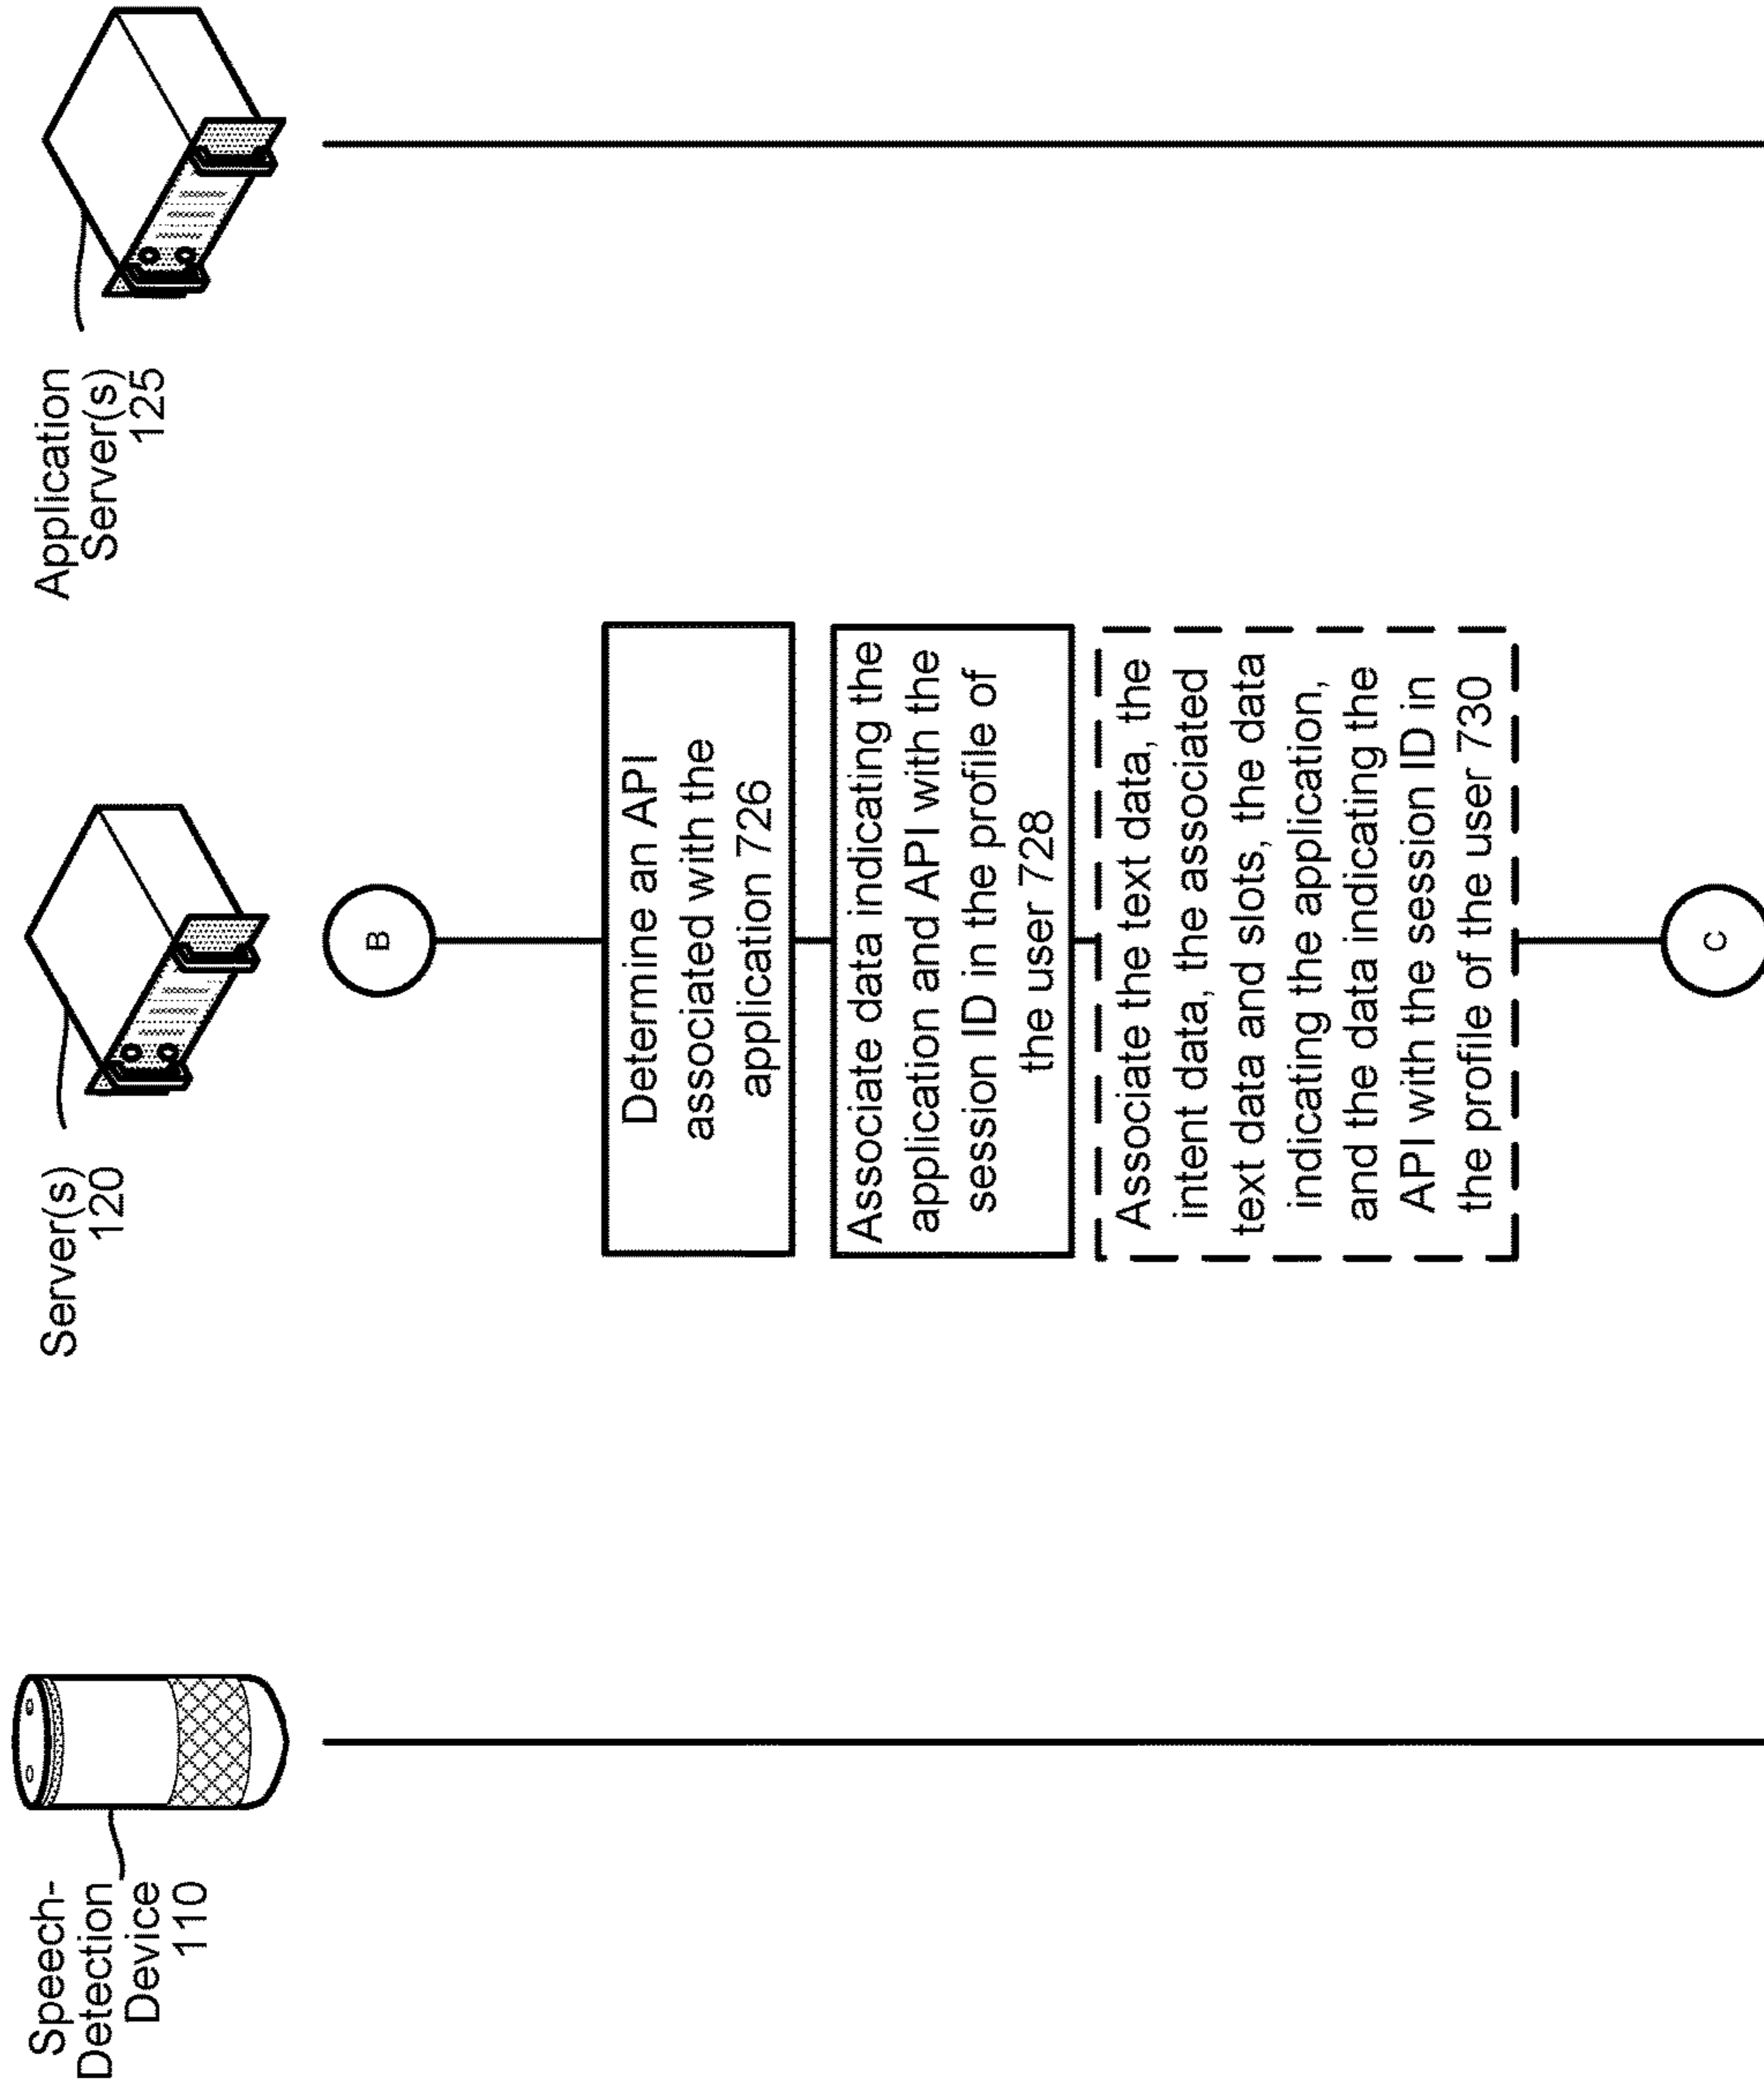 Speech-
Detection
Device
110
Server(s)
120
Application
Server(s)
125
B
Determine an API
associated with the
application 726
Associate data indicating the
application and API with the
session ID in the profile of
the user 728
Associate the text data, the
intent data, the associated
text data and slots, the data
indicating the application,
and the data indicating the
API with the session ID in
the profile of the user 730
C